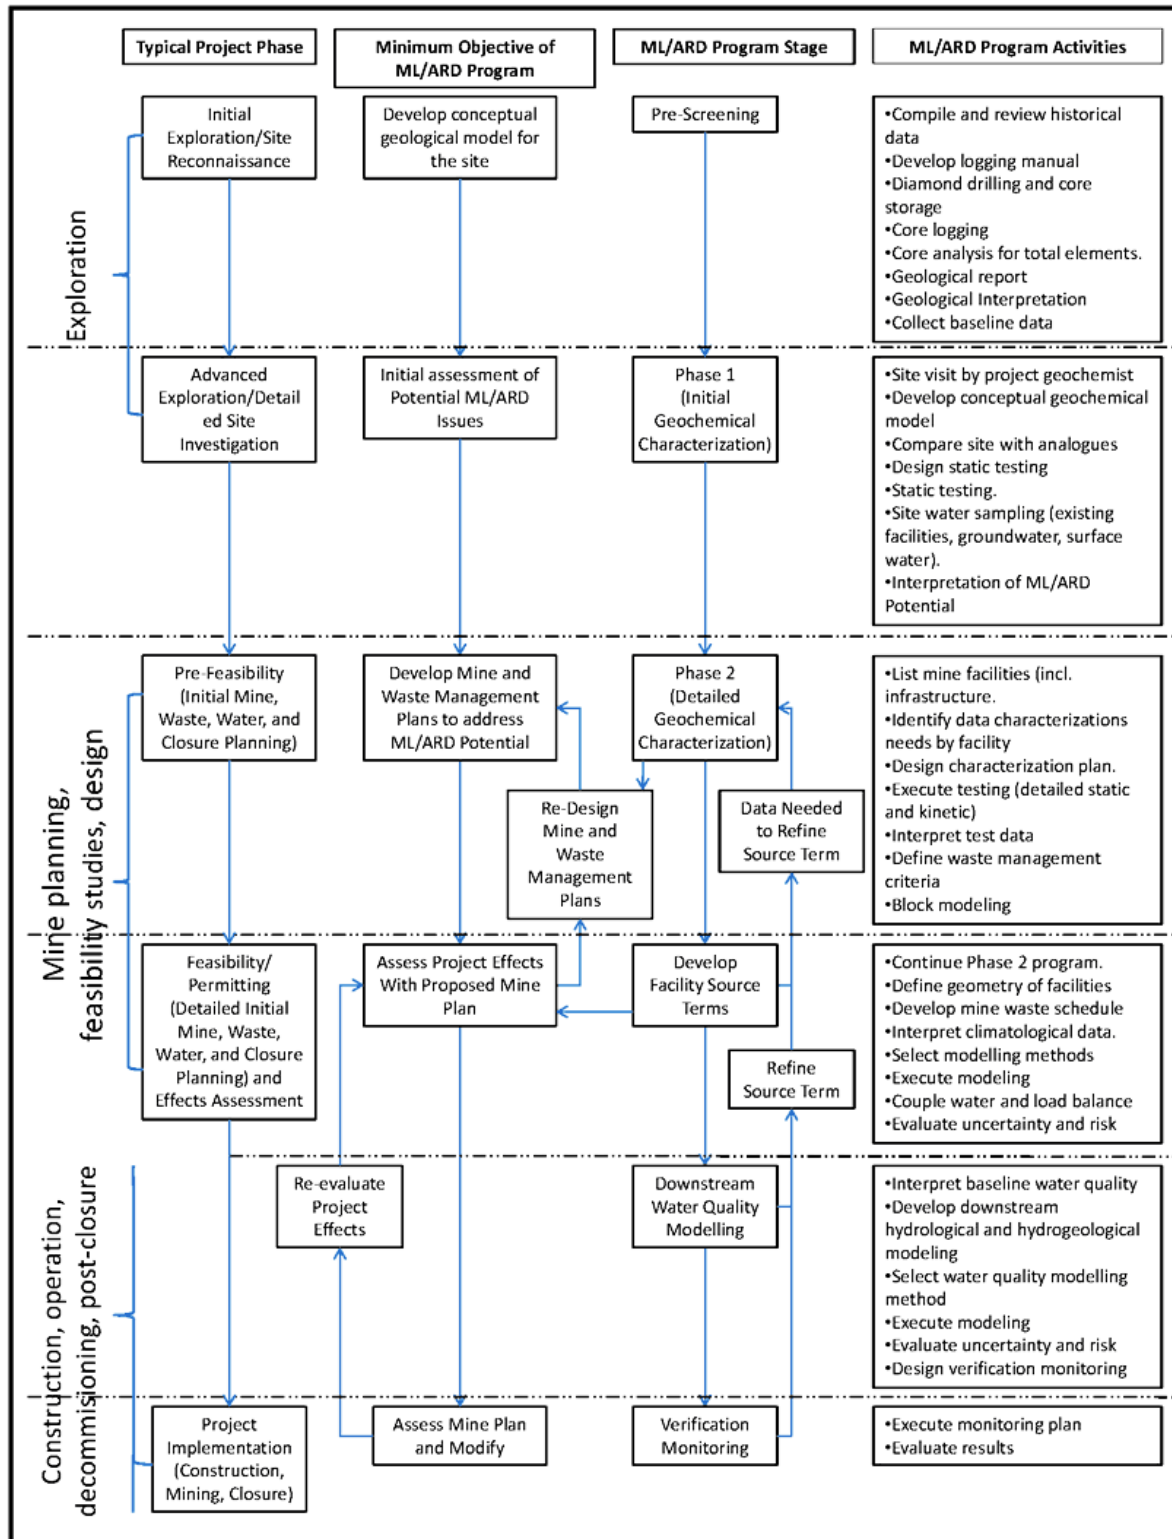 Typical Project Phase
Minimum Objective of
ML/ARD Program
ML/ARD Program Stage
ML/ARD Program Activities
Exploration
Initial
Exploration/Site
Reconnaissance
Develop conceptual
geological model for
the site
Pre-Screening
•Compile and review historical
data
•Develop logging manual
•Diamond drilling and core
storage
•Core logging
•Core analysis for total elements.
•Geological report
•Geological Interpretation
•Collect baseline data
Advanced
Exploration/Detail
ed Site
Investigation
Initial assessment of
Potential ML/ARD
Issues
Phase 1
(Initial
Geochemical
Characterization)
•Site visit by project geochemist
•Develop conceptual geochemical
model
•Compare site with analogues
•Design static testing
•Static testing.
•Site water sampling (existing
facilities, groundwater, surface
water).
•Interpretation of ML/ARD
Potential
Mine planning,
feasibility studies, design
Pre-Feasibility
(Initial Mine,
Waste, Water, and
Closure Planning)
Develop Mine and
Waste Management
Plans to address
ML/ARD Potential
Phase 2
(Detailed
Geochemical
Characterization)
Re-Design
Mine and
Waste
Management
Plans
Data Needed
to Refine
Source Term
•List mine facilities (incl.
infrastructure.
•Identify data characterizations
needs by facility
•Design characterization plan.
•Execute testing (detailed static
and kinetic)
•Interpret test data
•Define waste management
criteria
•Block modeling
Feasibility/
Permitting
(Detailed Initial
Mine, Waste,
Water, and Closure
Planning) and
Effects Assessment
Assess Project Effects
With Proposed Mine
Plan
Develop
Facility Source
Terms
Refine
Source Term
•Continue Phase 2 program.
•Define geometry of facilities
•Develop mine waste schedule
•Interpret climatological data.
•Select modelling methods
•Execute modeling
•Couple water and load balance
•Evaluate uncertainty and risk
Construction, operation,
decommisioning, post-closure
Re-evaluate
Project
Effects
Downstream
Water Quality
Modelling
•Interpret baseline water quality
•Develop downstream
hydrological and hydrogeological
modeling
•Select water quality modelling
method
•Execute modeling
•Evaluate uncertainty and risk
•Design verification monitoring
Project
Implementation
(Construction,
Mining, Closure)
Assess Mine Plan
and Modify
Verification
Monitoring
•Execute monitoring plan
•Evaluate results